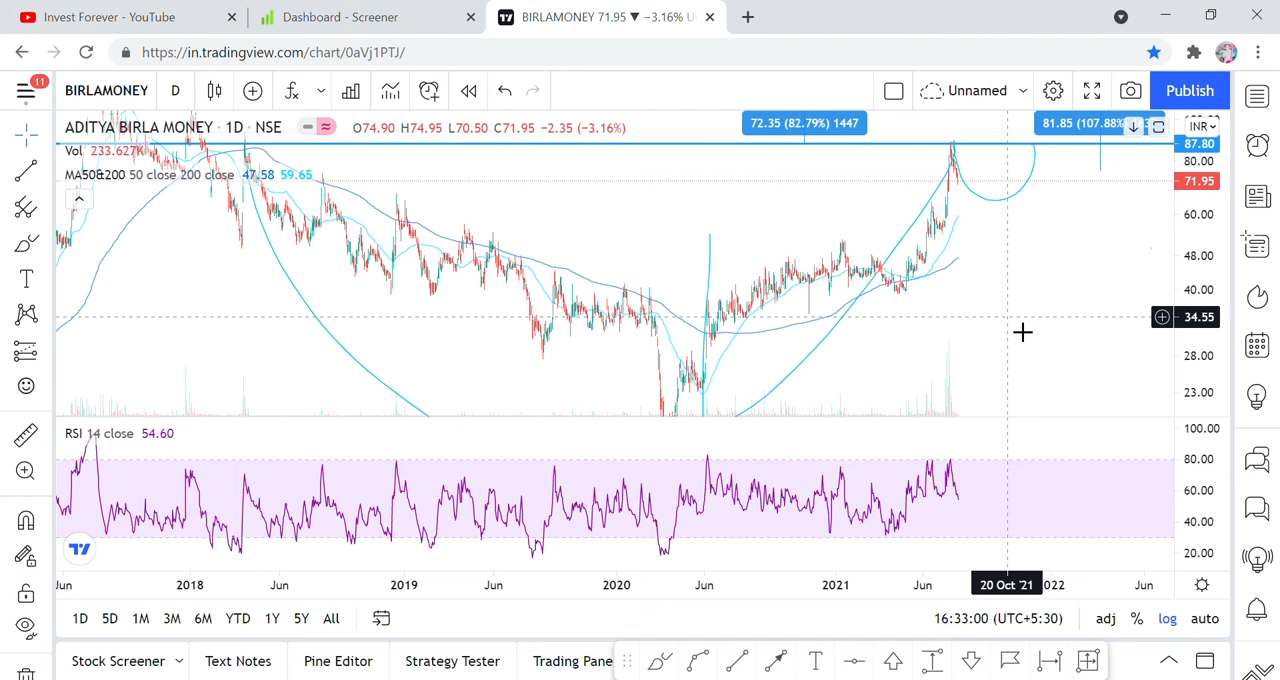 Invest Forever - YouTube
Dashboard - Screener
BIRLAMONEY 71.95 ▼ −3.16% U
https://in.tradingview.com/chart/0aVj1PTJ/
11
BIRLAMONEY D
Unnamed
Publish
ADITYA BIRLA MONEY · 1D · NSE O74.90 H74.95 L70.50 C71.95 −2.35 (−3.16%)
72.35 (82.79%) 1447
81.85 (107.88%)
INR
Vol 233.627K
87.80
80.00
MA50&200 50 close 200 close 47.58 59.65
71.95
60.00
48.00
40.00
34.55
28.00
23.00
RSI 14 close 54.60
100.00
80.00
60.00
40.00
20.00
Jun 2018 Jun 2019 Jun 2020 Jun 2021 Jun 20 Oct '21 2022 Jun
1D 5D 1M 3M 6M YTD 1Y 5Y All
16:33:00 (UTC+5:30) adj % log auto
Stock Screener Text Notes Pine Editor Strategy Tester Trading Pane